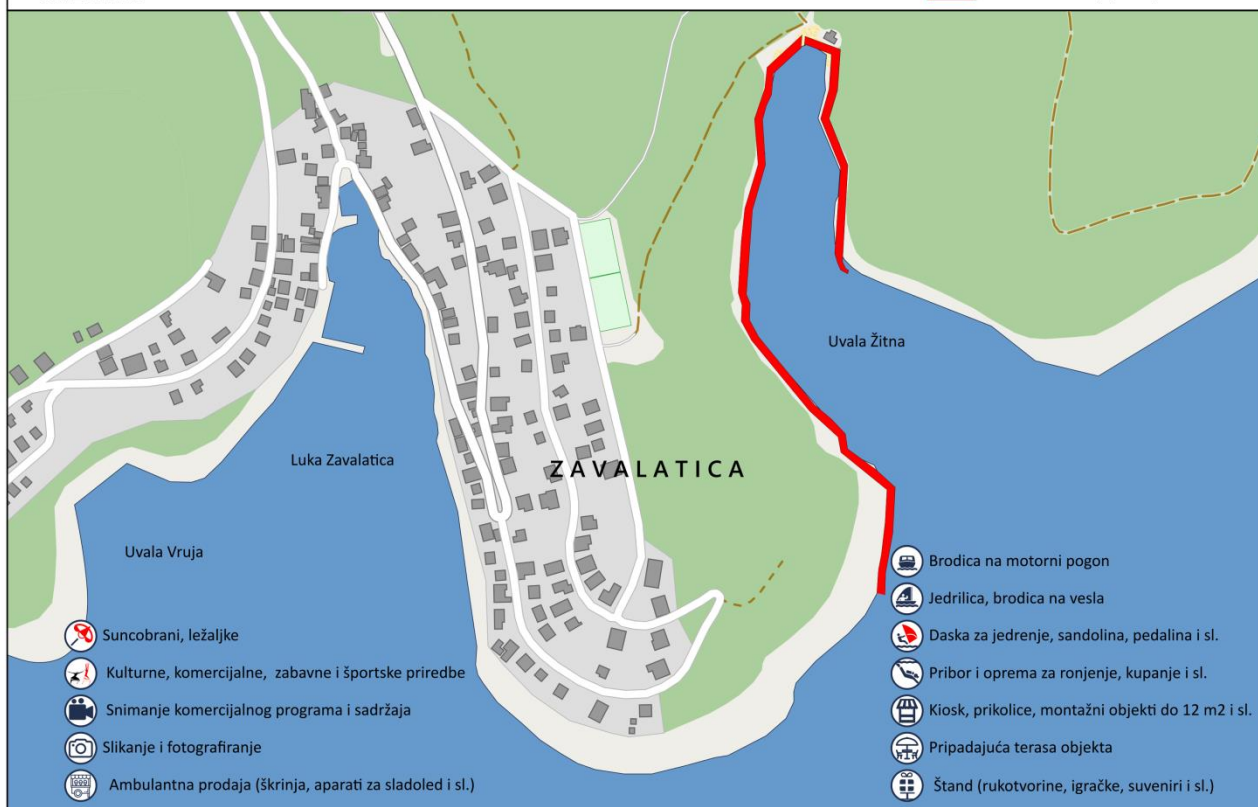 Uvala Žitna
Luka Zavalatica
ZAVALATICA
Uvala Vruja
Suncobrani, ležaljke
Kulturne, komercijalne, zabavne i športske priredbe
Snimanje komercijalnog programa i sadržaja
Slikanje i fotografiranje
Ambulantna prodaja (škrinja, aparati za sladoled i sl.)
Brodica na motorni pogon
Jedrilica, brodica na vesla
Daska za jedrenje, sandolina, pedalina i sl.
Pribor i oprema za ronjenje, kupanje i sl.
Kiosk, prikolice, montažni objekti do 12 m2 i sl.
Pripadajuća terasa objekta
Štand (rukotvorine, igračke, suveniri i sl.)